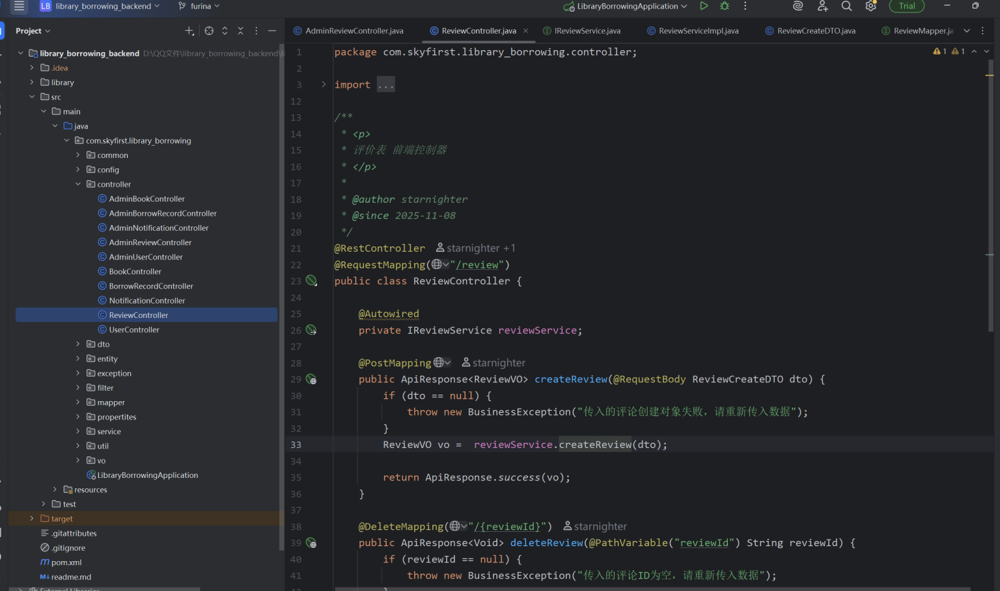 LB library_borrowing_backend furina LibraryBorrowingApplication Trial
Project
AdminReviewController.java ReviewController.java IReviewService.java ReviewServiceImpl.java ReviewCreateDTO.java ReviewMapper.ja
library_borrowing_backend D:\QQ文件\library_borrowing_backend\l
.idea
library
src
main
java
com.skyfirst.library_borrowing
common
config
controller
AdminBookController
AdminBorrowRecordController
AdminNotificationController
AdminReviewController
AdminUserController
BookController
BorrowRecordController
NotificationController
ReviewController
UserController
dto
entity
exception
filter
mapper
propertites
service
util
vo
LibraryBorrowingApplication
resources
test
target
.gitattributes
.gitignore
pom.xml
readme.md
External Libraries
1 package com.skyfirst.library_borrowing.controller;
1 1
2
3 import ...
12
13 /**
14  * <p>
15  * 评价表 前端控制器
16  * </p>
17  *
18  * @author starnighter
19  * @since 2025-11-08
20  */
21 @RestController starnighter +1
22 @RequestMapping("/review")
23 public class ReviewController {
24
25     @Autowired
26     private IReviewService reviewService;
27
28     @PostMapping starnighter
29     public ApiResponse<ReviewVO> createReview(@RequestBody ReviewCreateDTO dto) {
30         if (dto == null) {
31             throw new BusinessException("传入的评论创建对象失败，请重新传入数据");
32         }
33         ReviewVO vo =  reviewService.createReview(dto);
34
35         return ApiResponse.success(vo);
36     }
37
38     @DeleteMapping("/{reviewId}") starnighter
39     public ApiResponse<Void> deleteReview(@PathVariable("reviewId") String reviewId) {
40         if (reviewId == null) {
41             throw new BusinessException("传入的评论ID为空，请重新传入数据");